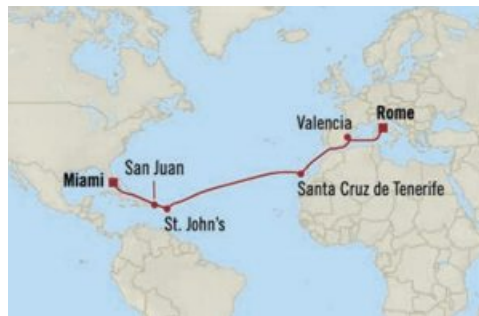 Rome
Valencia
San Juan
Miami
Santa Cruz de Tenerife
St. John's